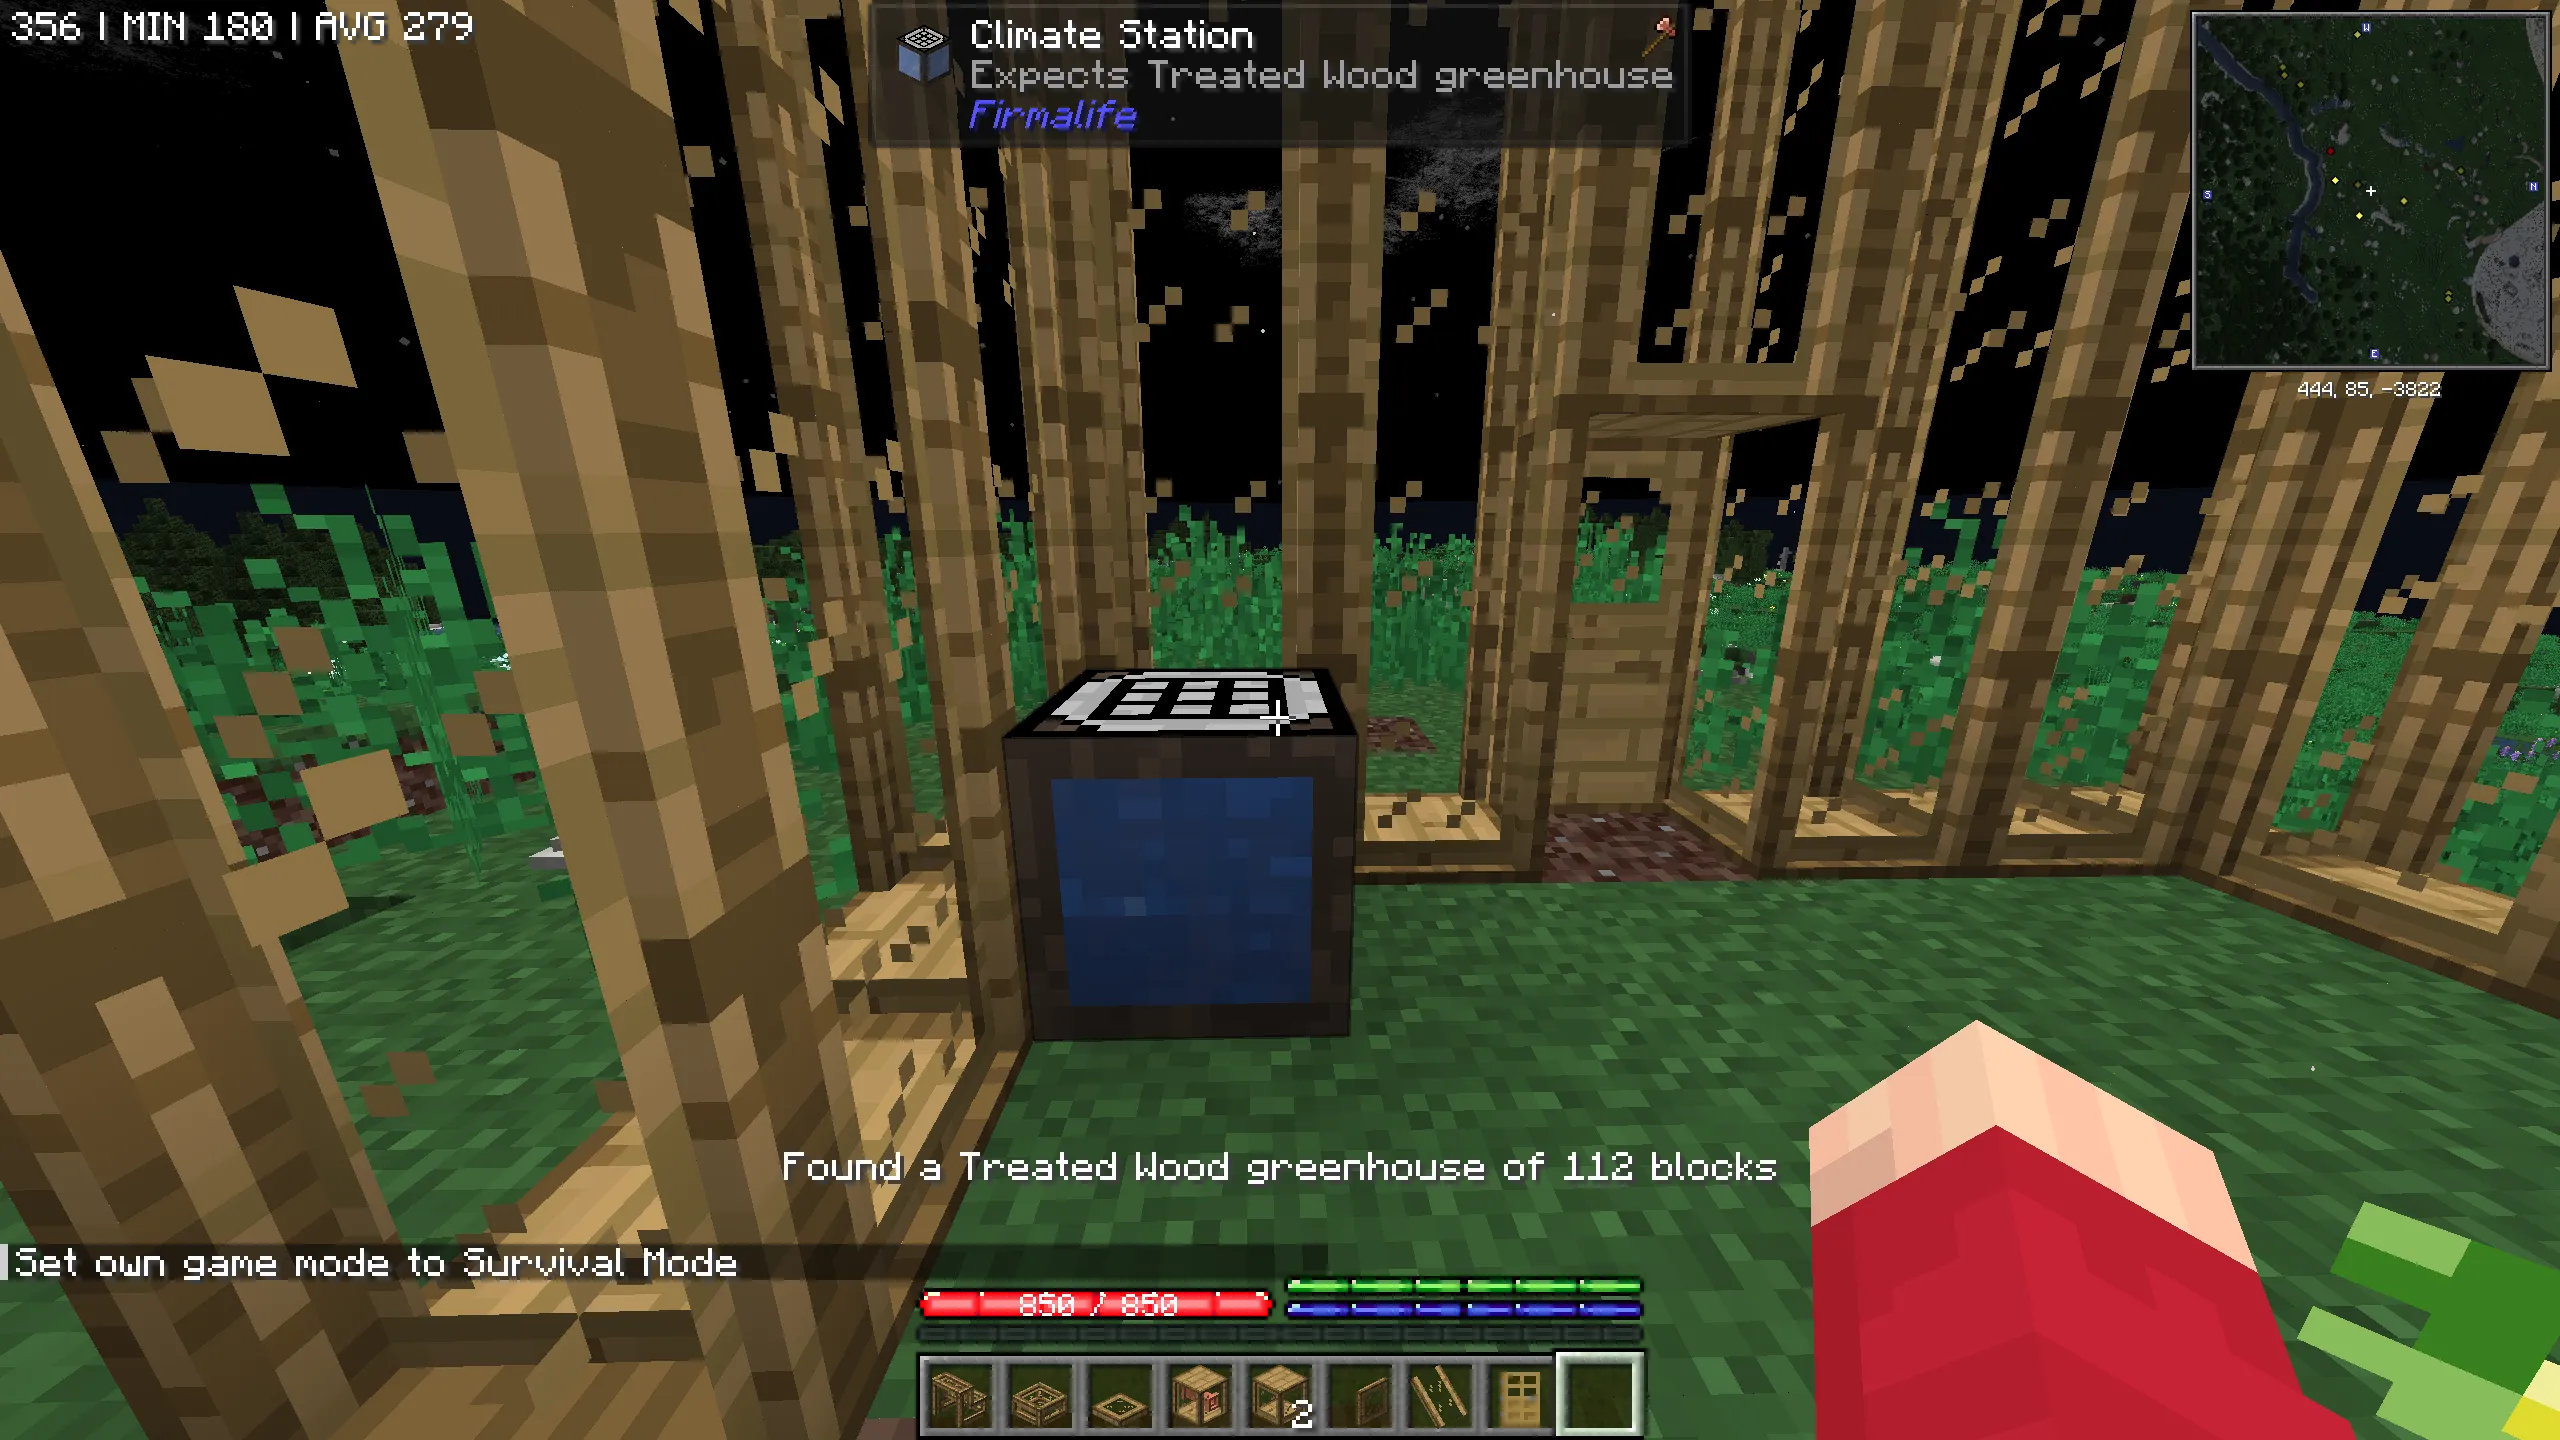 356 | MIN 180 | AVG 279
Climate Station
Expects Treated Wood greenhouse
Firmalife
W
S
N
E
444, 85, -3822
Found a Treated Wood greenhouse of 112 blocks
Set own game mode to Survival Mode
850 / 850
2